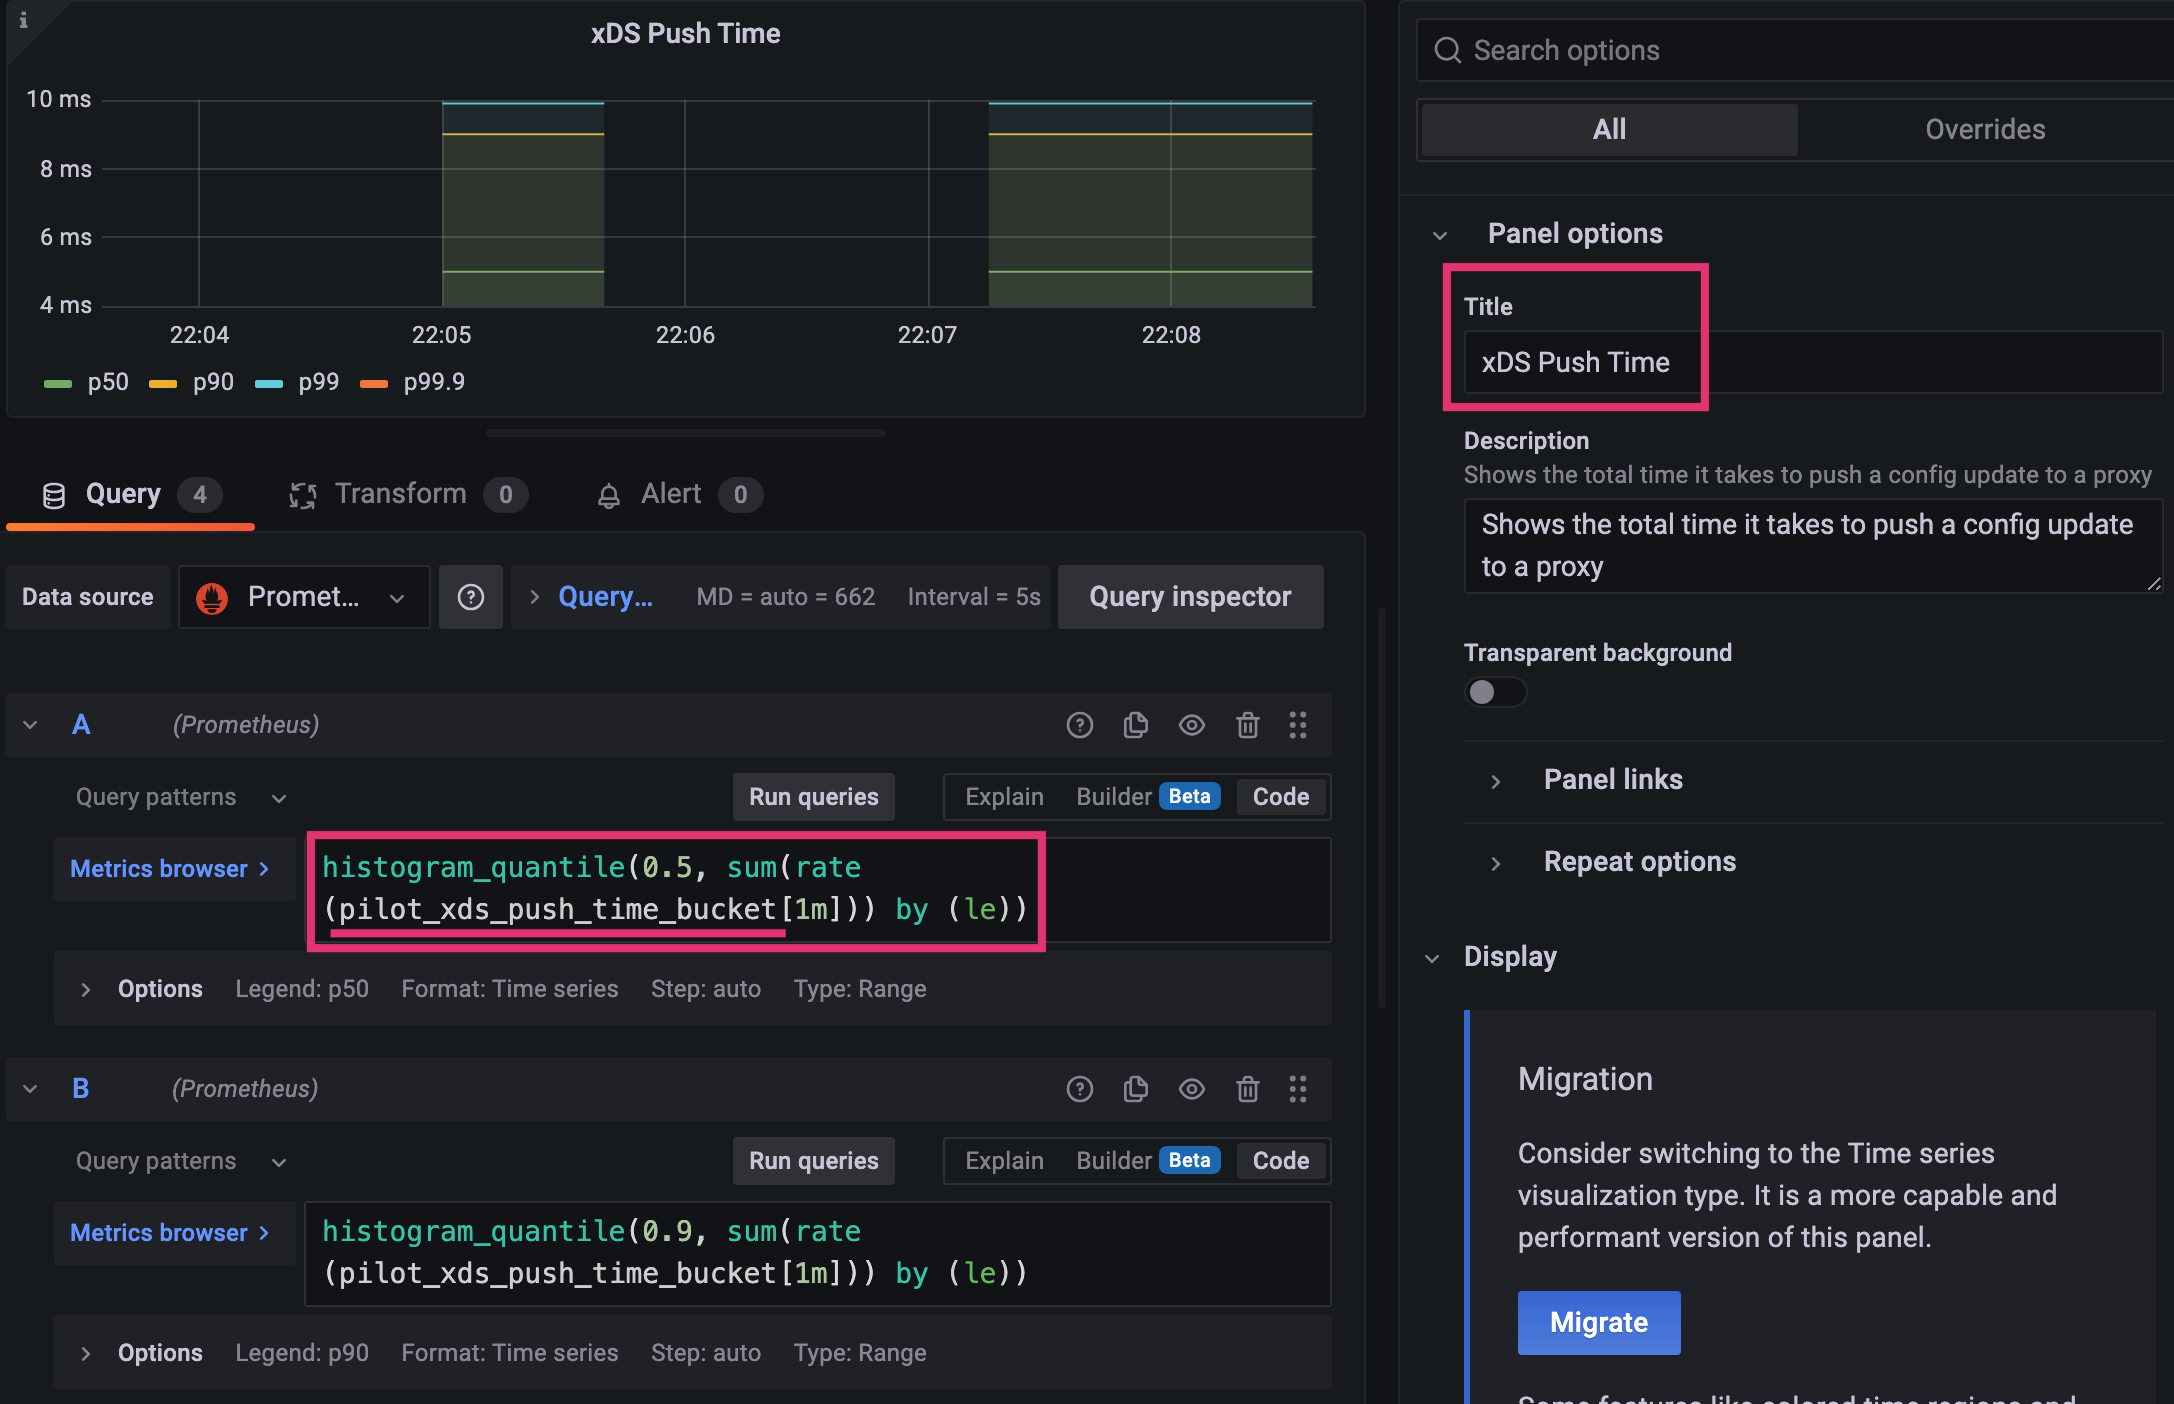 xDS Push Time
10 ms
8 ms
6 ms
4 ms
22:04 22:05 22:06 22:07 22:08
p50 p90 p99 p99.9
Query 4 Transform 0 Alert 0
Data source Promet... Query... MD = auto = 662 Interval = 5s Query inspector
A (Prometheus)
Query patterns Run queries Explain Builder Beta Code
Metrics browser > histogram_quantile(0.5, sum(rate
(pilot_xds_push_time_bucket[1m])) by (le))
Options Legend: p50 Format: Time series Step: auto Type: Range
B (Prometheus)
Query patterns Run queries Explain Builder Beta Code
Metrics browser > histogram_quantile(0.9, sum(rate
(pilot_xds_push_time_bucket[1m])) by (le))
Options Legend: p90 Format: Time series Step: auto Type: Range
Search options
All Overrides
Panel options
Title
xDS Push Time
Description
Shows the total time it takes to push a config update to a proxy
Shows the total time it takes to push a config update
to a proxy
Transparent background
Panel links
Repeat options
Display
Migration
Consider switching to the Time series
visualization type. It is a more capable and
performant version of this panel.
Migrate
Some features like colored time regions and